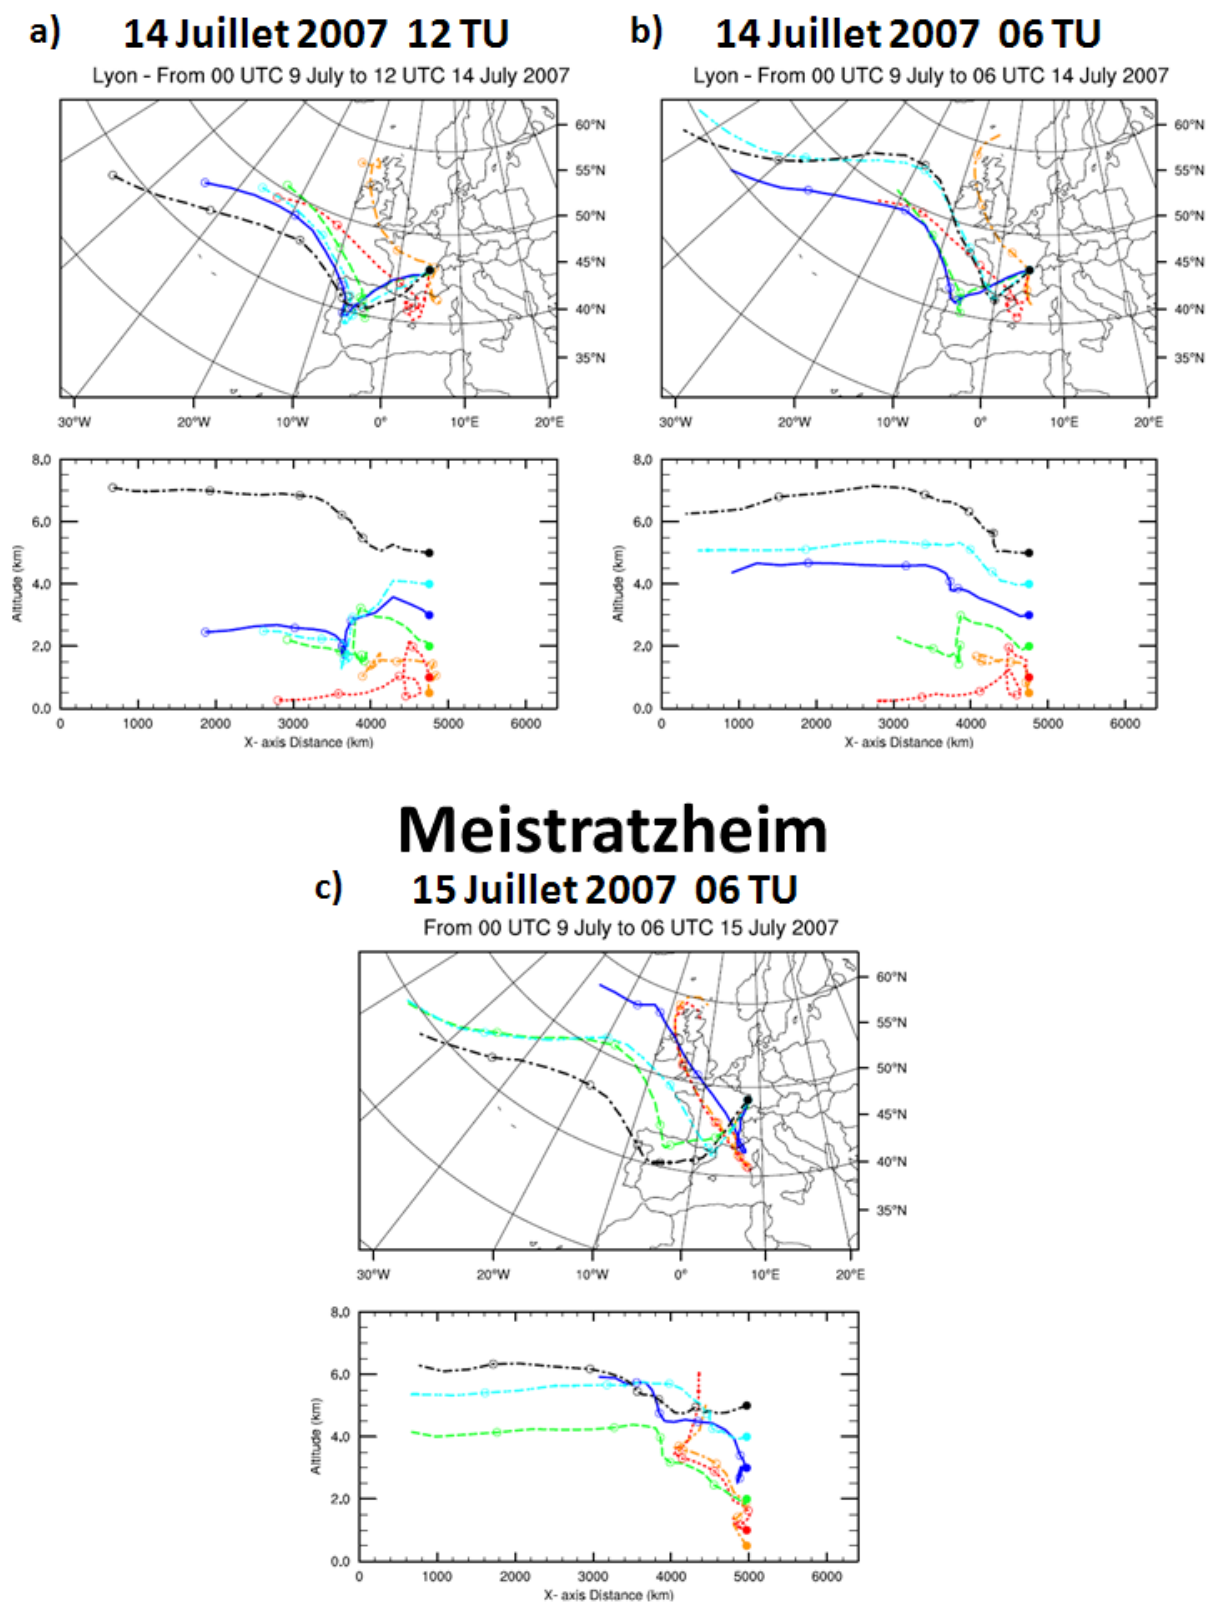 a) 14 Juillet 2007 12 TU
Lyon - From 00 UTC 9 July to 12 UTC 14 July 2007
60°N
55°N
50°N
45°N
40°N
35°N
30°W 20°W 10°W 0° 10°E 20°E
8.0
6.0
4.0
2.0
0.0
Altitude (km)
0 1000 2000 3000 4000 5000 6000
X- axis Distance (km)
b) 14 Juillet 2007 06 TU
Lyon - From 00 UTC 9 July to 06 UTC 14 July 2007
60°N
55°N
50°N
45°N
40°N
35°N
30°W 20°W 10°W 0° 10°E 20°E
8.0
6.0
4.0
2.0
0.0
Altitude (km)
0 1000 2000 3000 4000 5000 6000
X- axis Distance (km)
Meistratzheim
c) 15 Juillet 2007 06 TU
From 00 UTC 9 July to 06 UTC 15 July 2007
60°N
55°N
50°N
45°N
40°N
35°N
30°W 20°W 10°W 0° 10°E 20°E
8.0
6.0
4.0
2.0
0.0
Altitude (km)
0 1000 2000 3000 4000 5000 6000
X- axis Distance (km)